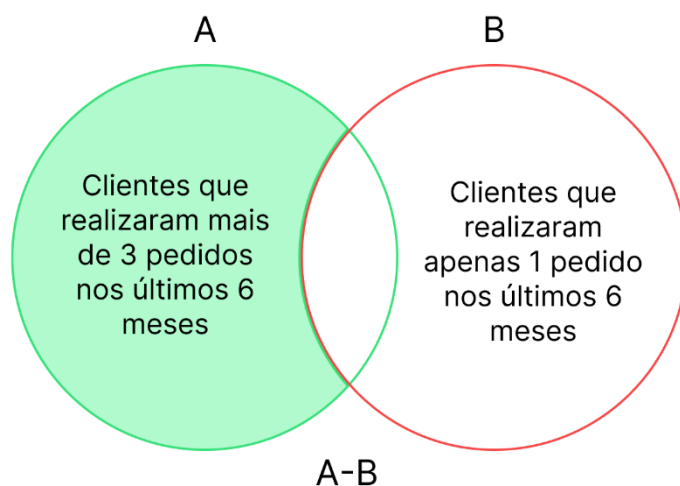 A
B
Clientes que
realizaram mais
de 3 pedidos
nos últimos 6
meses
Clientes que
realizaram
apenas 1 pedido
nos últimos 6
meses
A-B